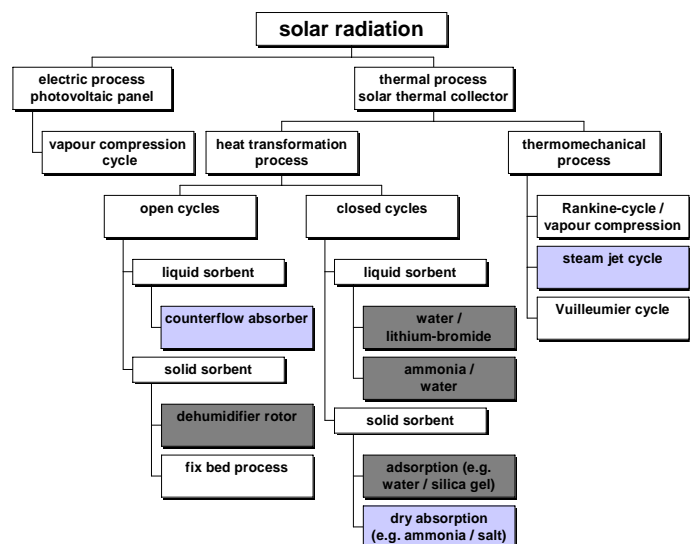 solar radiation
electric process
photovoltaic panel
thermal process
solar thermal collector
vapour compression
cycle
heat transformation
process
thermomechanical
process
open cycles
closed cycles
Rankine-cycle /
vapour compression
steam jet cycle
Vuilleumier cycle
liquid sorbent
counterflow absorber
solid sorbent
dehumidifier rotor
fix bed process
liquid sorbent
water /
lithium-bromide
ammonia /
water
solid sorbent
adsorption (e.g.
water / silica gel)
dry absorption
(e.g. ammonia / salt)